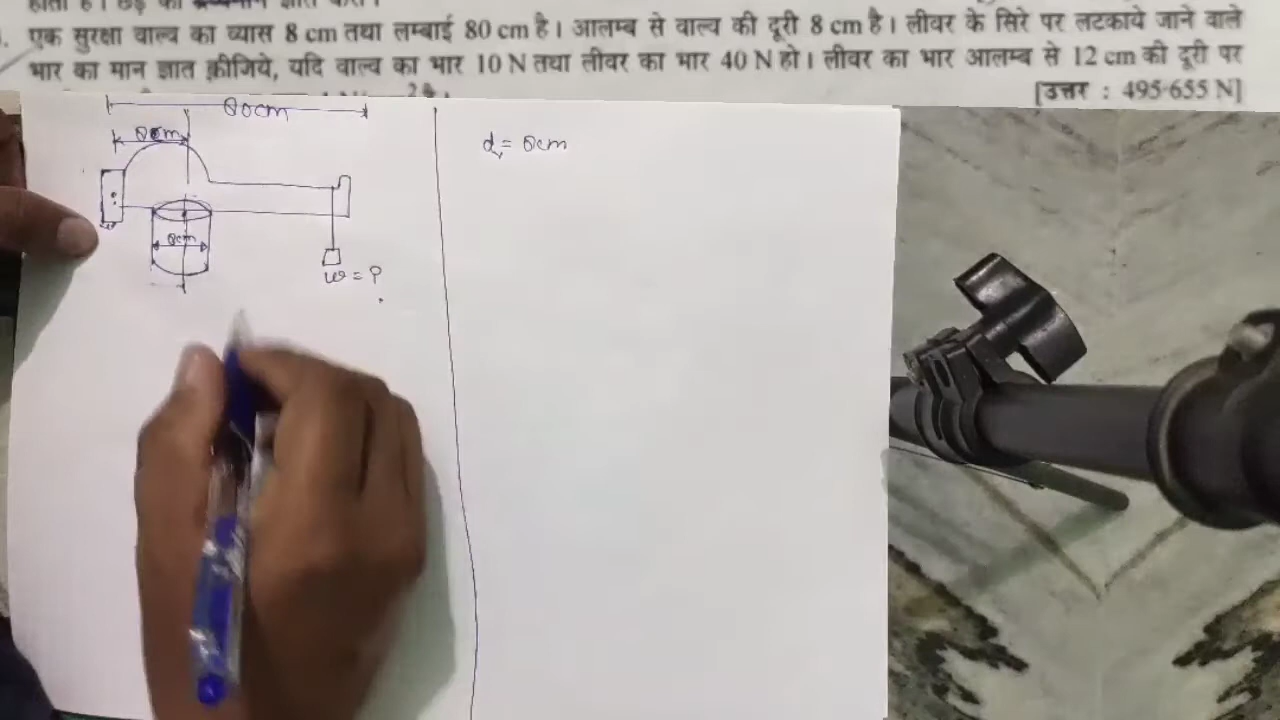 एक सुरक्षा वाल्व का व्यास 8 cm तथा लम्बाई 80 cm है। आलम्ब से वाल्व की दूरी 8 cm है। लीवर के सिरे पर लटकाये जाने वाले
भार का मान ज्ञात कीजिये, यदि वाल्व का भार 10 N तथा लीवर का भार 40 N हो। लीवर का भार आलम्ब से 12 cm की दूरी पर
[उत्तर : 495·655 N]
80cm
8cm
8cm
w = ?
dv = 8cm